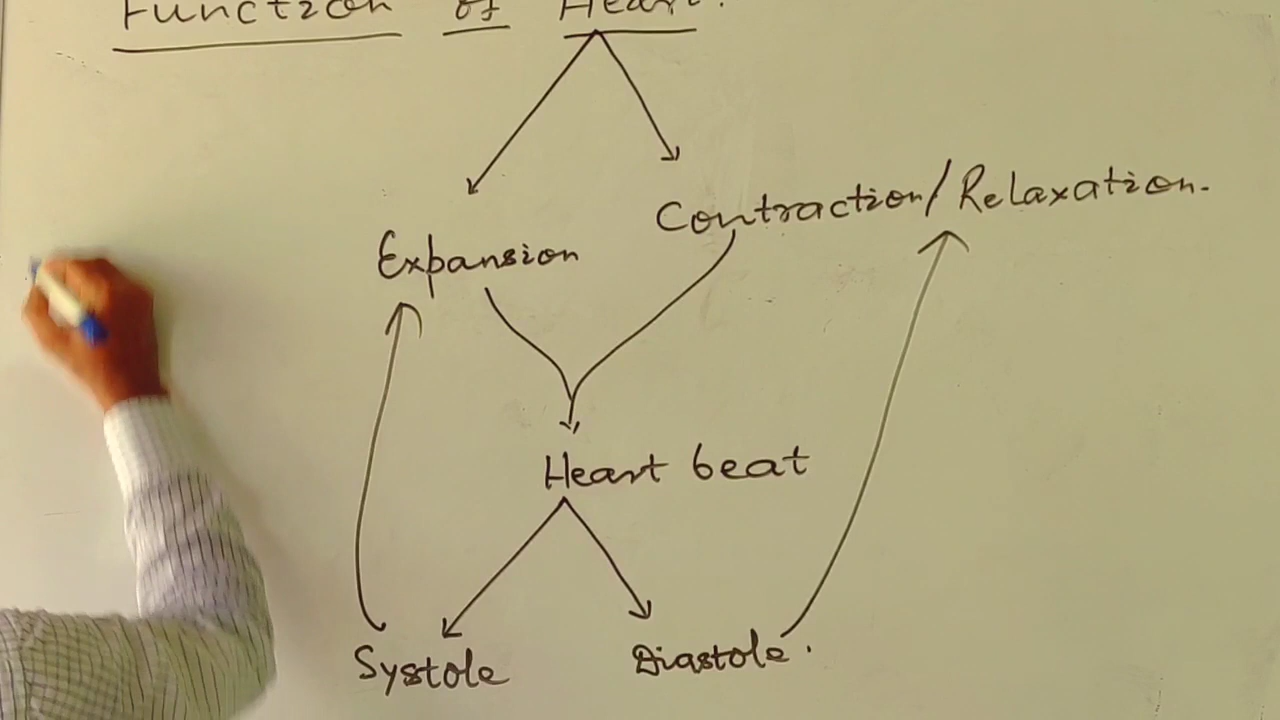 Function of Heart.
Contraction/Relaxation.
Expansion
Heart beat
Systole
Diastole.